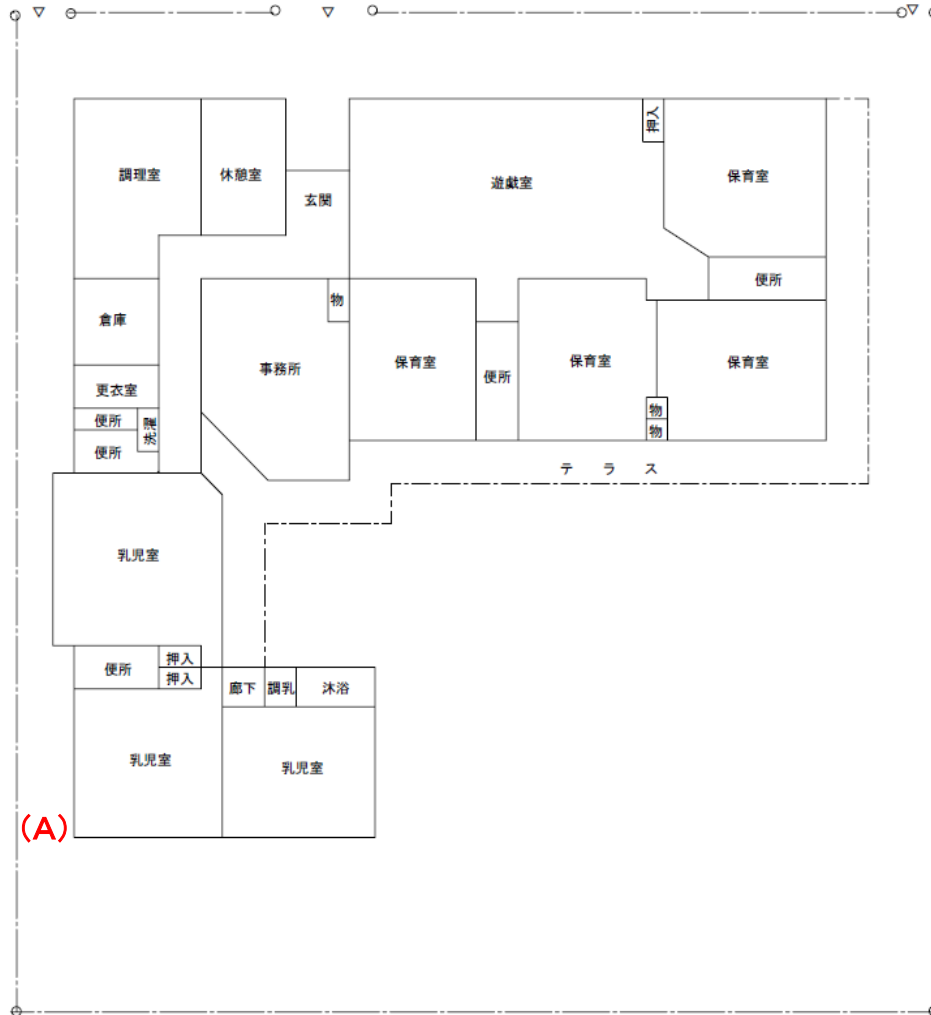 押入
調理室
休憩室
保育室
遊戯室
玄関
便所
物
倉庫
事務所
保育室
便所
保育室
保育室
更衣室
便所
洗濯
物
物
便所
テラス
乳児室
便所
押入
押入
廊下
調乳
沐浴
乳児室
乳児室
(A)